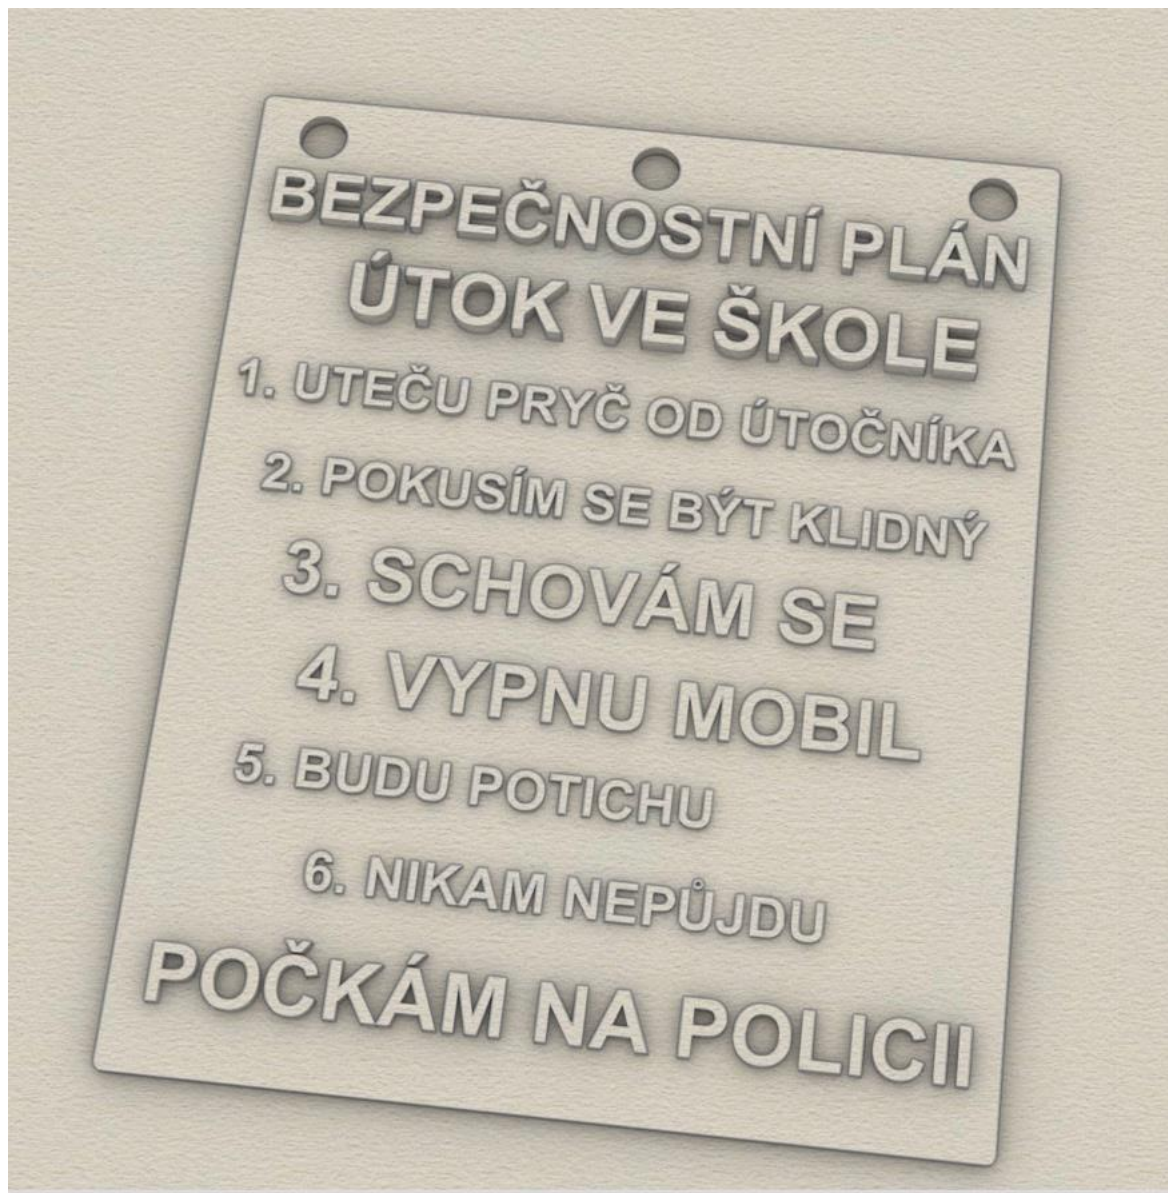 BEZPEČNOSTNÍ PLÁN
ÚTOK VE ŠKOLE
1. UTEČU PRYČ OD ÚTOČNÍKA
2. POKUSÍM SE BÝT KLIDNÝ
3. SCHOVÁM SE
4. VYPNU MOBIL
5. BUDU POTICHU
6. NIKAM NEPŮJDU
POČKÁM NA POLICII